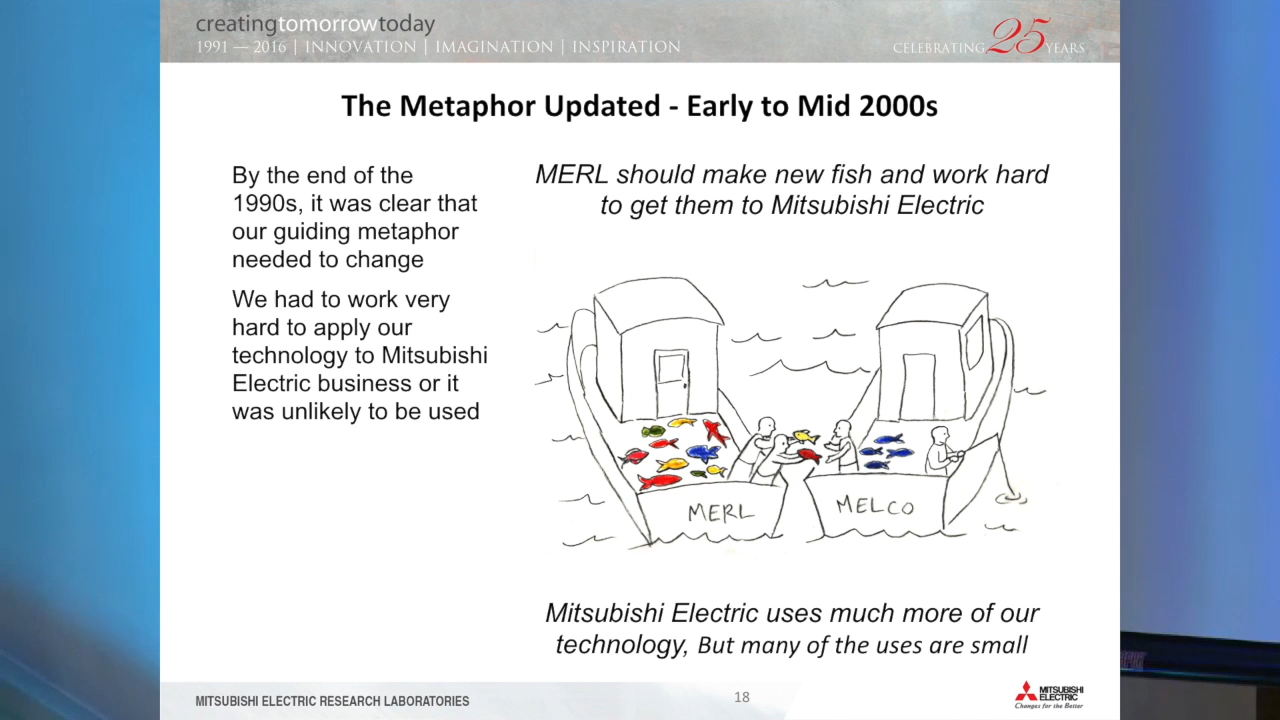 creatingtomorrowtoday
1991 — 2016 | INNOVATION | IMAGINATION | INSPIRATION
CELEBRATING 25 YEARS
The Metaphor Updated - Early to Mid 2000s
By the end of the
1990s, it was clear that
our guiding metaphor
needed to change
We had to work very
hard to apply our
technology to Mitsubishi
Electric business or it
was unlikely to be used
MERL should make new fish and work hard
to get them to Mitsubishi Electric
MERL
MELCO
Mitsubishi Electric uses much more of our
technology, But many of the uses are small
MITSUBISHI ELECTRIC RESEARCH LABORATORIES
18
MITSUBISHI
ELECTRIC
Changes for the Better